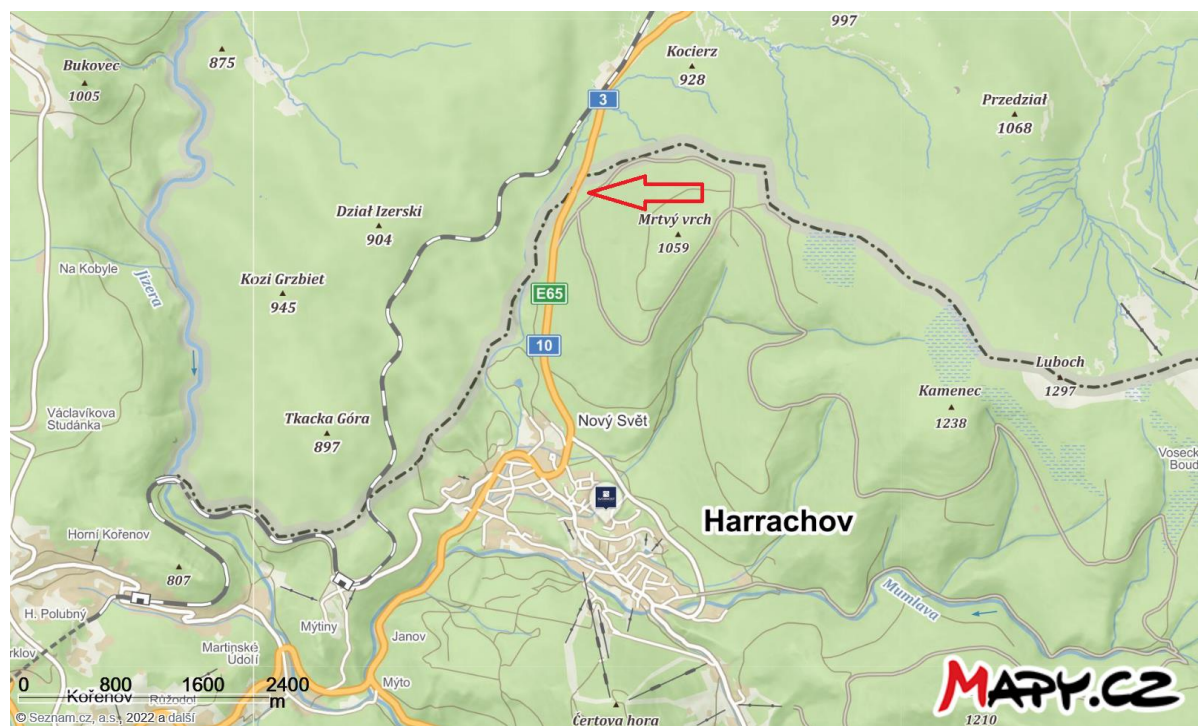 997
Bukovec
1005
875
Kocierz
928
3
Przedział
1068
Dział Izerski
904
Mrtvý vrch
1059
Na Kobyle
Jizera
Kozi Grzbiet
945
E65
10
Luboch
1297
Kamenec
1238
Václavíkova
Studánka
Tkacka Góra
897
Nový Svět
Vosecká
Boud
Harrachov
Horní Kořenov
807
H. Polubný
Mumlava
Mýtiny
Janov
Martinské
Údolí
rklov
Mýto
0 800 1600 2400
m
Kořenov
Růžodol
MAPY.CZ
© Seznam.cz, a.s., 2022 a další
Čertova hora
1210